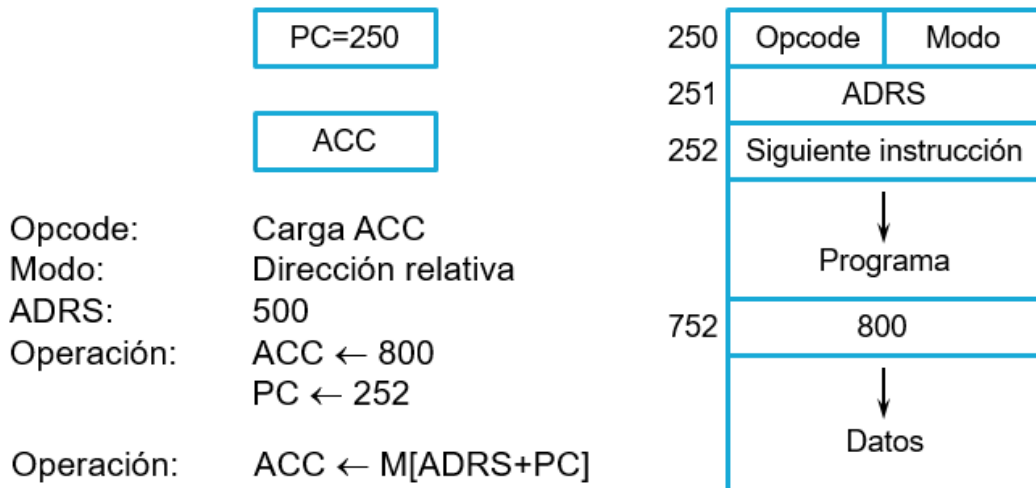 PC=250
ACC
Opcode: Carga ACC
Modo: Dirección relativa
ADRS: 500
Operación: ACC ← 800
PC ← 252
Operación: ACC ← M[ADRS+PC]
250 Opcode Modo
251 ADRS
252 Siguiente instrucción
Programa
752 800
Datos